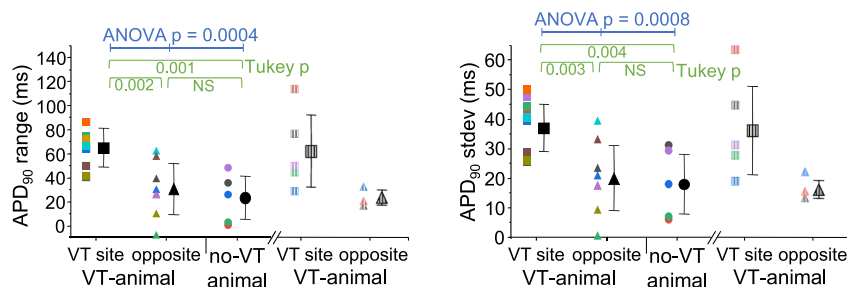 ANOVA p = 0.0004
0.001
Tukey p
0.002
NS
APD90 range (ms)
140
120
100
80
60
40
20
0
VT site
opposite
no-VT animal
VT site
opposite
VT-animal
VT-animal
ANOVA p = 0.0008
0.004
Tukey p
0.003
NS
APD90 stdev (ms)
60
50
40
30
20
10
0
VT site
opposite
no-VT animal
VT site
opposite
VT-animal
VT-animal